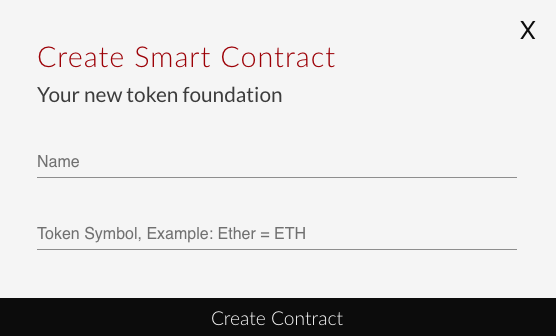 X
Create Smart Contract
Your new token foundation
Name
Token Symbol, Example: Ether = ETH
Create Contract